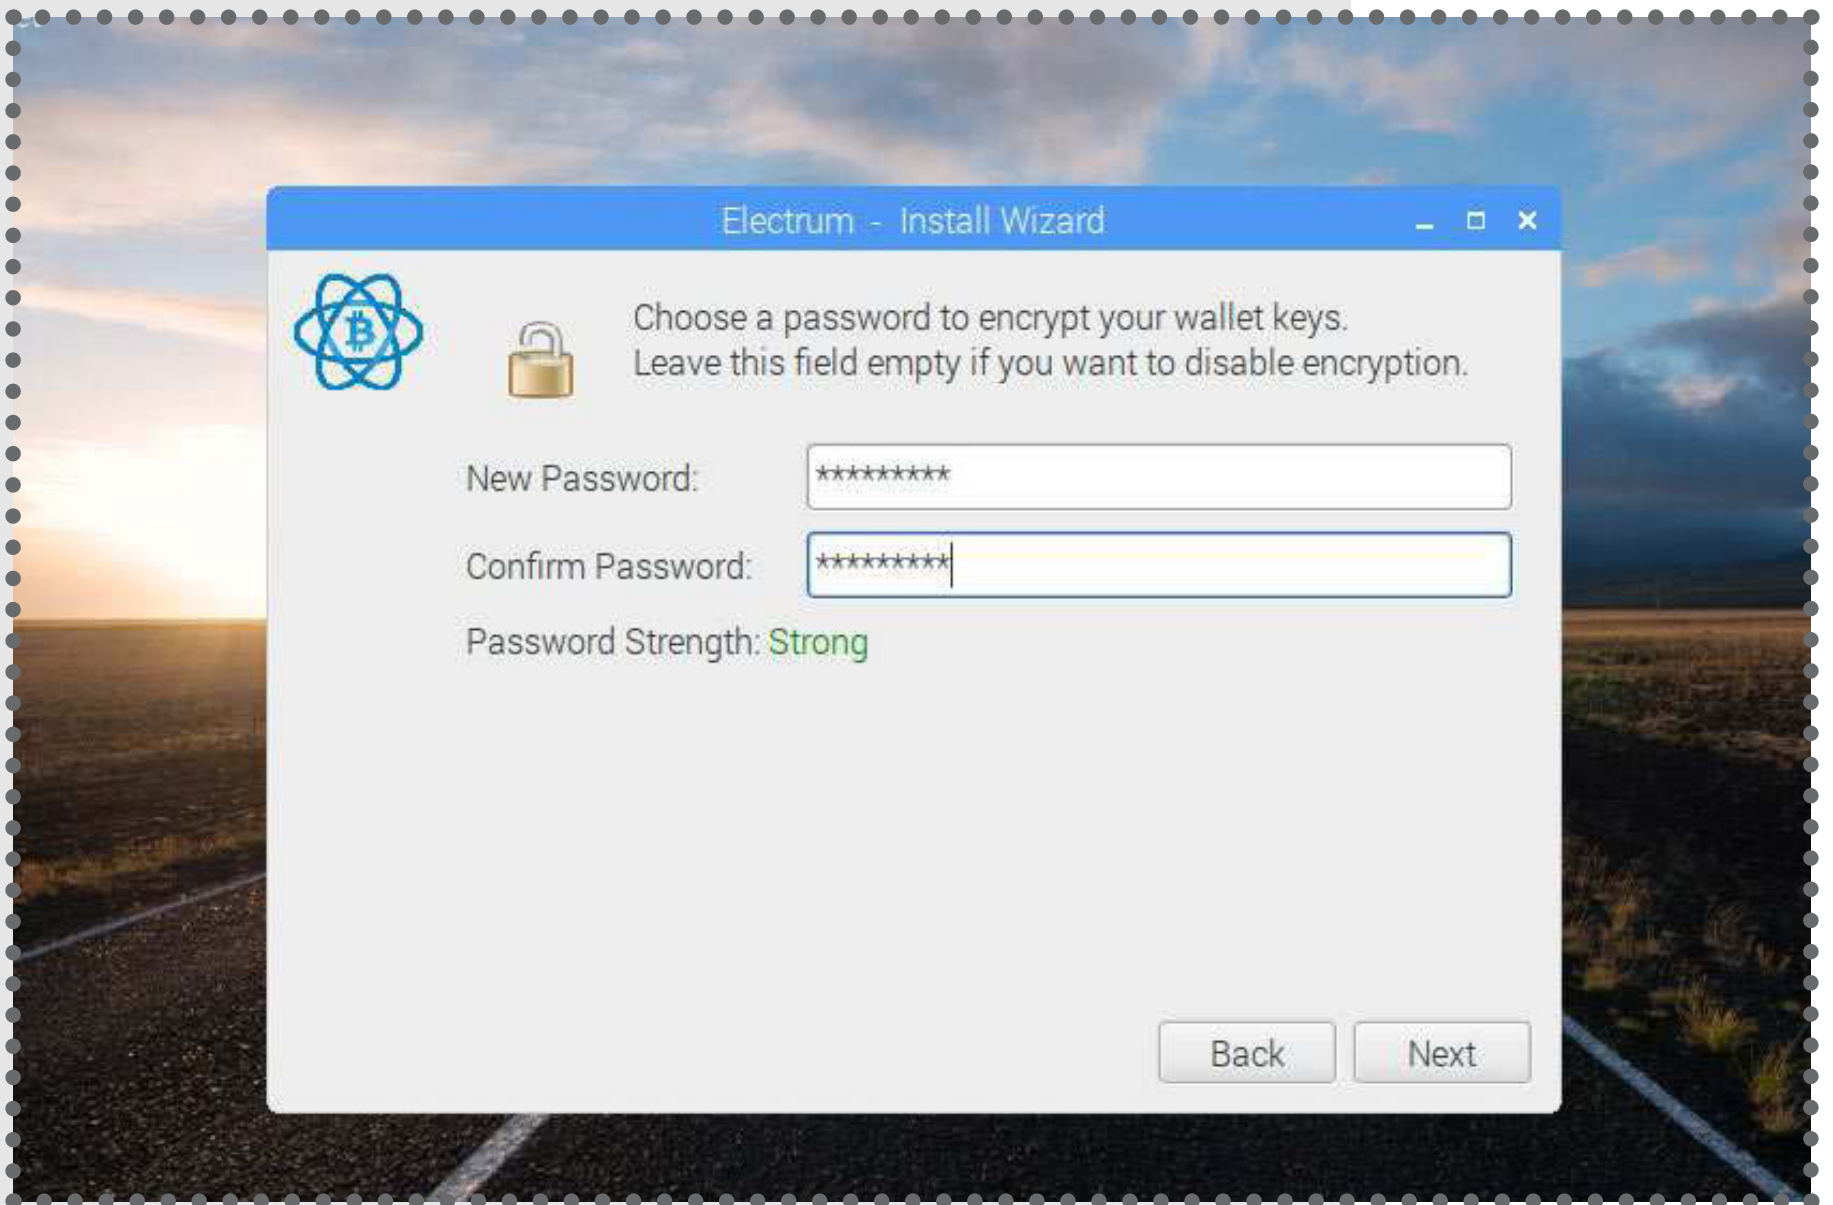 Electrum - Install Wizard
Choose a password to encrypt your wallet keys.
Leave this field empty if you want to disable encryption.
New Password: *********
Confirm Password: *********
Password Strength: Strong
Back Next